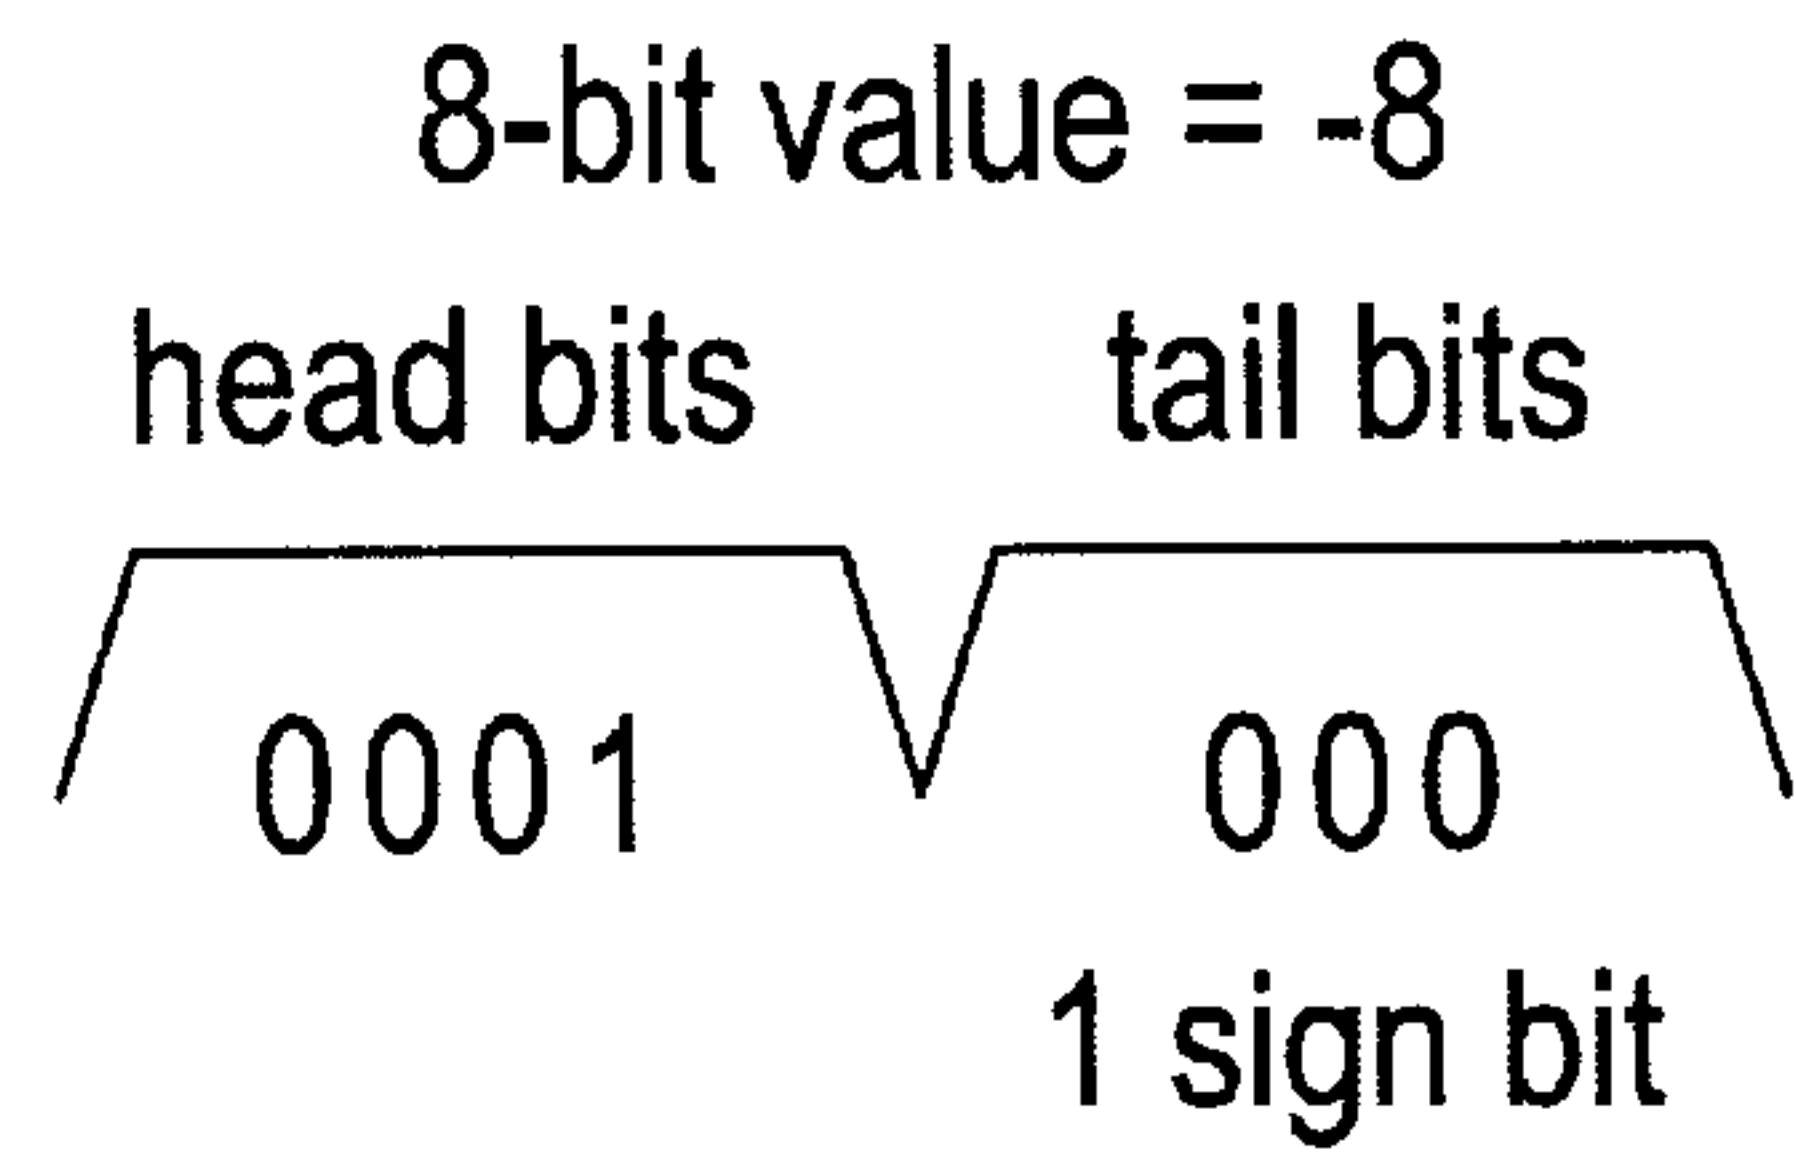 8-bit value = -8
head bits tail bits
0001 000
1 sign bit